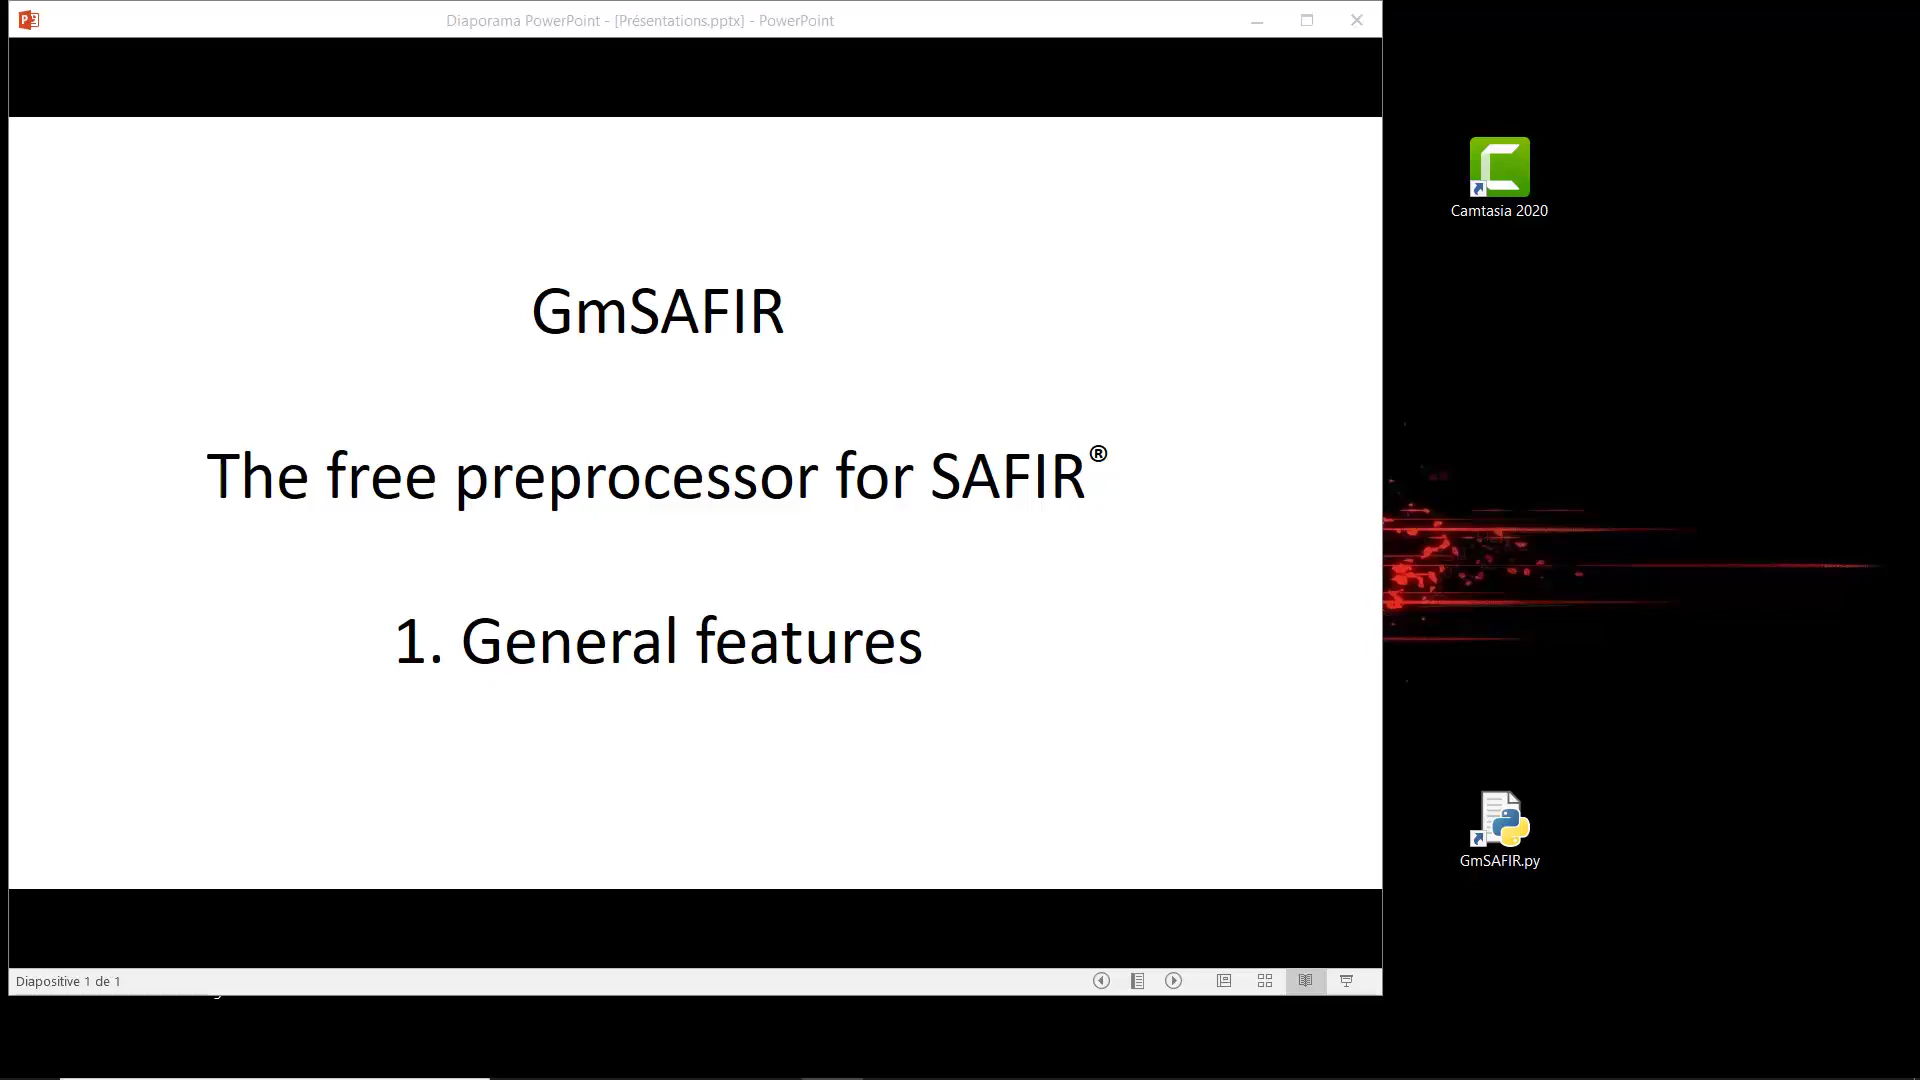 Diaporama PowerPoint - [Présentations.pptx] - PowerPoint
Camtasia 2020
GmSAFIR
The free preprocessor for SAFIR®
1. General features
GmSAFIR.py
Diapositive 1 de 1